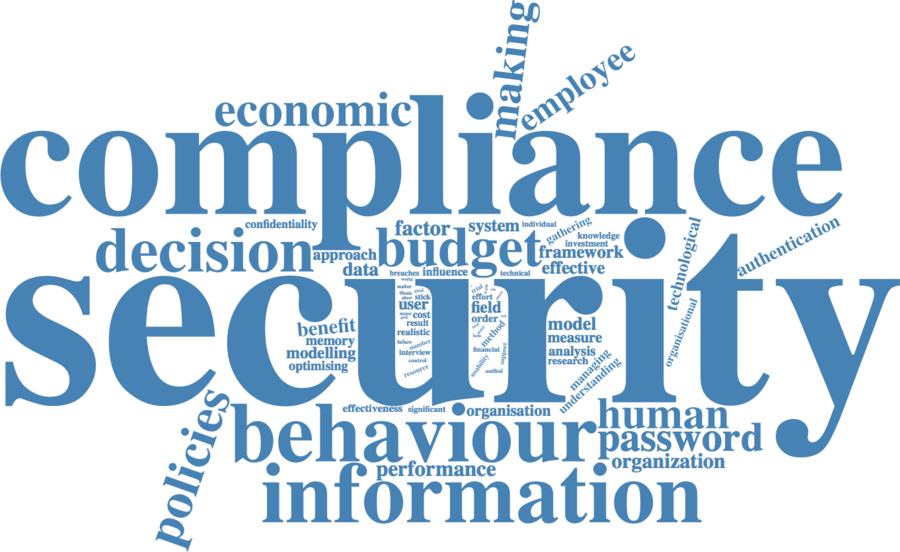 making
employee
economic
compliance
confidentiality
factor
system
individual
gathering
knowledge
investment
decision
approach
budget
framework
technological
authentication
data
breaches
influence
technical
effective
security
world
maker
thesis
stick
user
cost
result
realistic
failure
number
interview
control
resource
trial
effort
field
order
method
financial
usability
support
unified
benefit
memory
modelling
optimising
model
measure
analysis
research
managing
understanding
organisational
policies
effectiveness
significant
organisation
behaviour
human
password
organization
performance
information